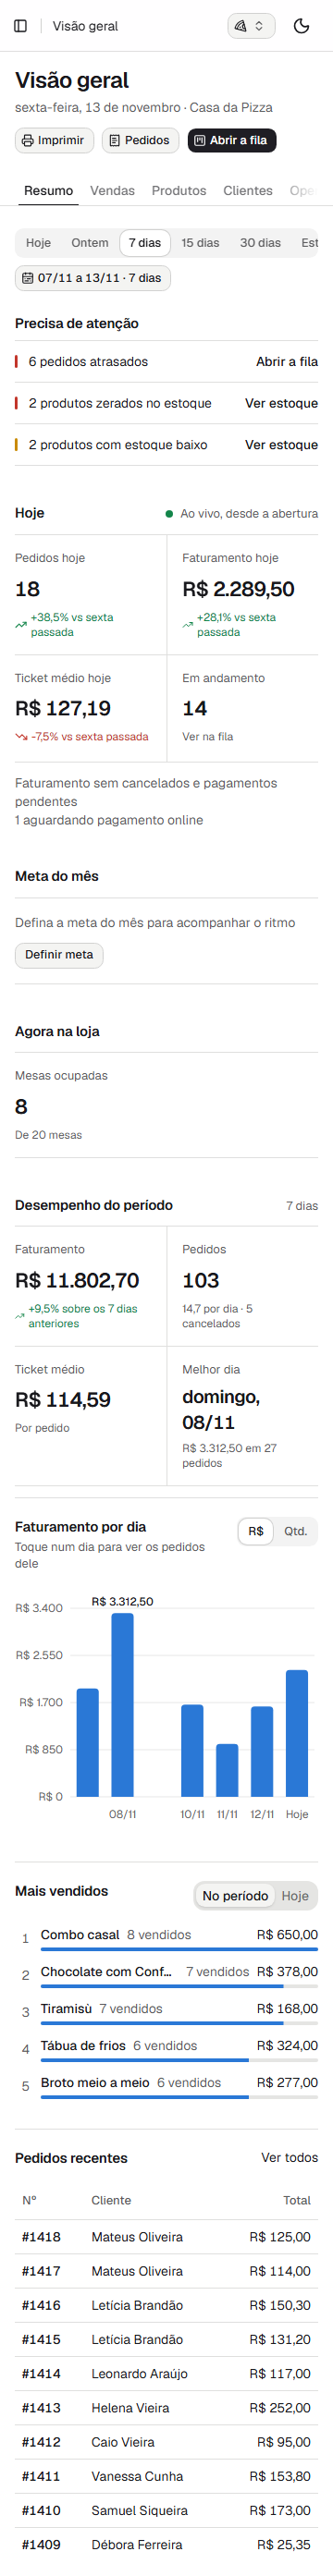 Visão geral
Visão geral
sexta-feira, 13 de novembro · Casa da Pizza
Imprimir
Pedidos
Abrir a fila
Resumo
Vendas
Produtos
Clientes
Ope
Hoje
Ontem
7 dias
15 dias
30 dias
Est
07/11 a 13/11 · 7 dias
Precisa de atenção
6 pedidos atrasados
Abrir a fila
2 produtos zerados no estoque
Ver estoque
2 produtos com estoque baixo
Ver estoque
Hoje
Ao vivo, desde a abertura
Pedidos hoje
18
+38,5% vs sexta
passada
Faturamento hoje
R$ 2.289,50
+28,1% vs sexta
passada
Ticket médio hoje
R$ 127,19
-7,5% vs sexta passada
Em andamento
14
Ver na fila
Faturamento sem cancelados e pagamentos
pendentes
1 aguardando pagamento online
Meta do mês
Defina a meta do mês para acompanhar o ritmo
Definir meta
Agora na loja
Mesas ocupadas
8
De 20 mesas
Desempenho do período
7 dias
Faturamento
R$ 11.802,70
+9,5% sobre os 7 dias
anteriores
Pedidos
103
14,7 por dia · 5
cancelados
Ticket médio
R$ 114,59
Por pedido
Melhor dia
domingo,
08/11
R$ 3.312,50 em 27
pedidos
Faturamento por dia
Toque num dia para ver os pedidos
dele
R$
Qtd.
R$ 3.312,50
R$ 3.400
R$ 2.550
R$ 1.700
R$ 850
R$ 0
08/11
10/11
11/11
12/11
Hoje
Mais vendidos
No período
Hoje
1 Combo casal 8 vendidos R$ 650,00
2 Chocolate com Conf... 7 vendidos R$ 378,00
3 Tiramisù 7 vendidos R$ 168,00
4 Tábua de frios 6 vendidos R$ 324,00
5 Broto meio a meio 6 vendidos R$ 277,00
Pedidos recentes
Ver todos
Nº Cliente Total
#1418 Mateus Oliveira R$ 125,00
#1417 Mateus Oliveira R$ 114,00
#1416 Letícia Brandão R$ 150,30
#1415 Letícia Brandão R$ 131,20
#1414 Leonardo Araújo R$ 117,00
#1413 Helena Vieira R$ 252,00
#1412 Caio Vieira R$ 95,00
#1411 Vanessa Cunha R$ 153,80
#1410 Samuel Siqueira R$ 173,00
#1409 Débora Ferreira R$ 25,35